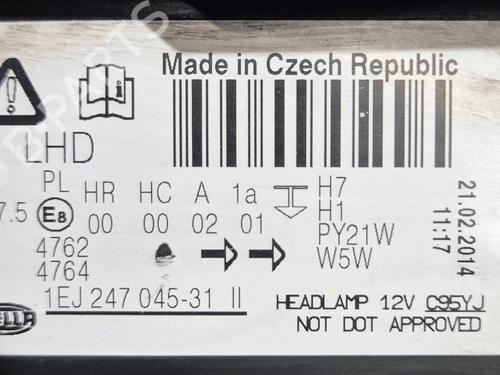 Made in Czech Republic
LHD
PL HR HC A 1a H7
7.5 E8 00 00 02 01 H1
4762 PY21W
4764 W5W
21.02.2014
11:17
1EJ 247 045-31 II
HEADLAMP 12V C95YJ
NOT DOT APPROVED